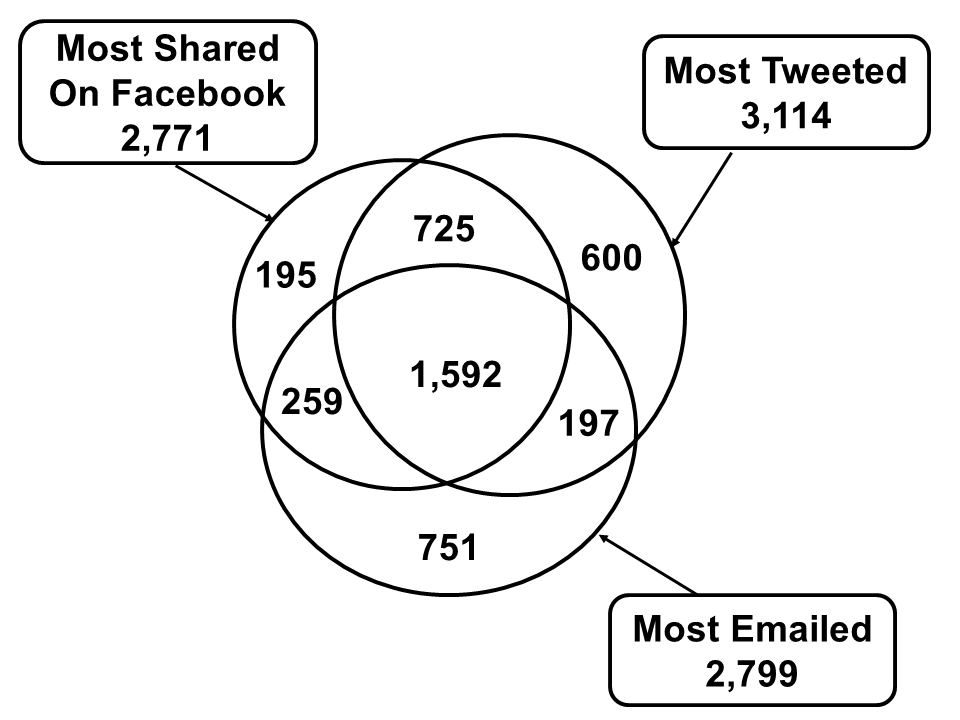 Most Shared
On Facebook
2,771
Most Tweeted
3,114
725
600
195
1,592
259
197
751
Most Emailed
2,799